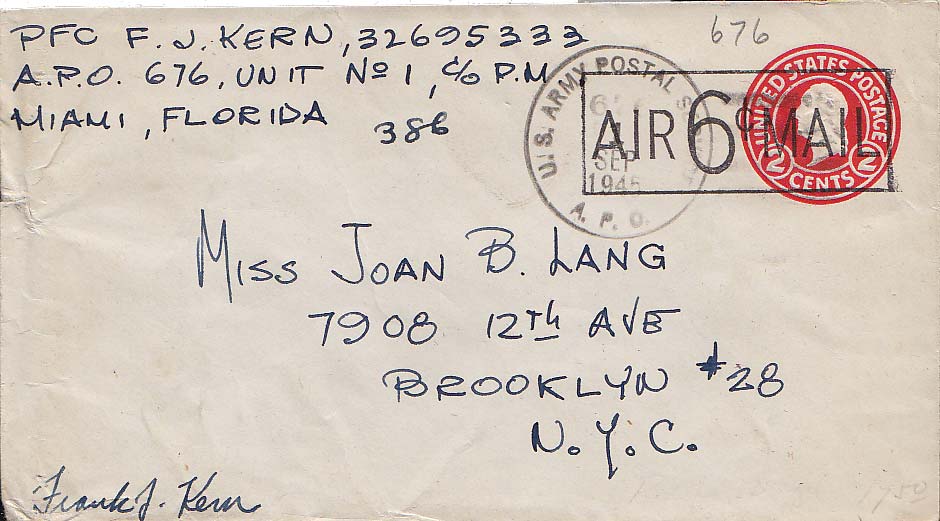 PFC F. J. KERN, 32695333
A.P.O. 676, UNIT Nº 1, c/o P.M.
MIAMI, FLORIDA
386
676
U. S. ARMY POSTAL
SEP
1945
A. P. O.
AIR 6¢ MAIL
UNITED STATES POSTAGE
2 CENTS 2
MISS JOAN B. LANG
7908 12th AVE
BROOKLYN #28
N.Y.C.
Frank J. Kern